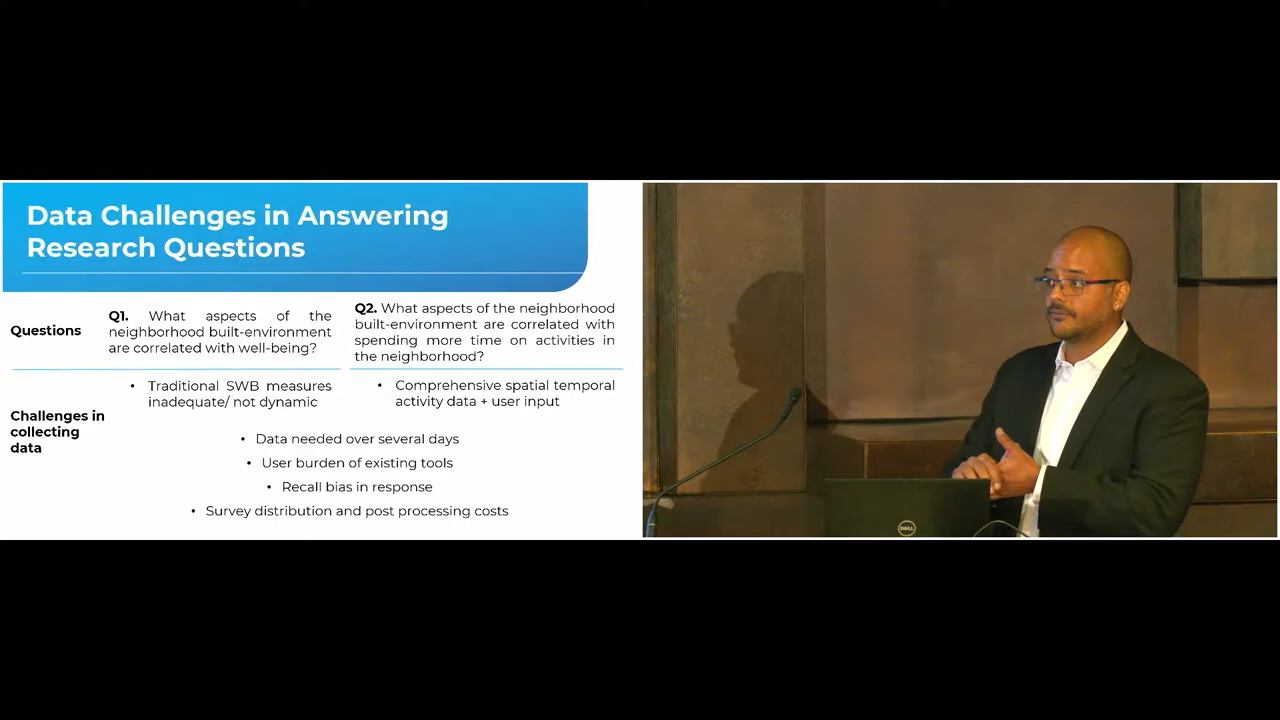 Data Challenges in Answering
Research Questions
Questions
Q1. What aspects of the
neighborhood built-environment
are correlated with well-being?
Q2. What aspects of the neighborhood
built-environment are correlated with
spending more time on activities in
the neighborhood?
Challenges in
collecting
data
• Traditional SWB measures
inadequate/ not dynamic
• Comprehensive spatial temporal
activity data + user input
• Data needed over several days
• User burden of existing tools
• Recall bias in response
• Survey distribution and post processing costs
DELL